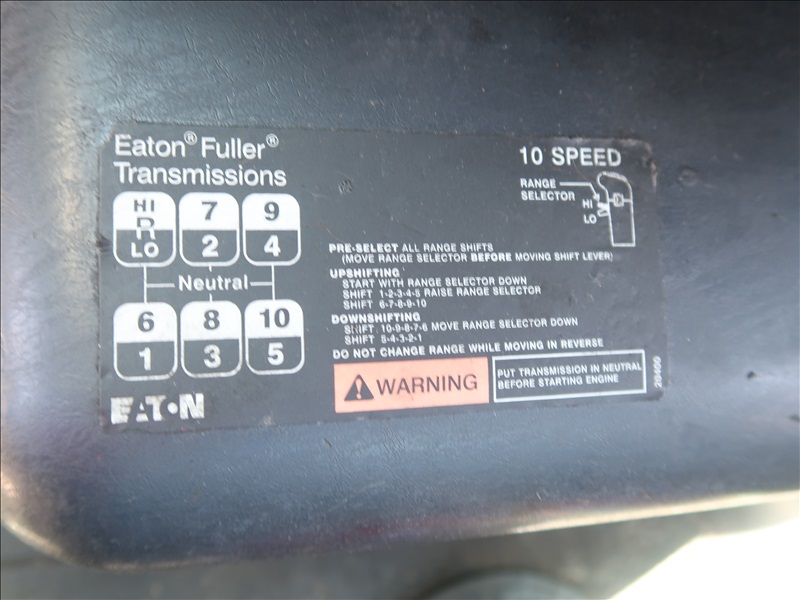 Eaton® Fuller®
Transmissions
10 SPEED
RANGE
SELECTOR
HI
LO
HI 7 9
R
LO 2 4
Neutral
6 8 10
1 3 5
EATON
PRE-SELECT ALL RANGE SHIFTS
(MOVE RANGE SELECTOR BEFORE MOVING SHIFT LEVER)
UPSHIFTING
START WITH RANGE SELECTOR DOWN
SHIFT 1-2-3-4-5 RAISE RANGE SELECTOR
SHIFT 6-7-8-9-10
DOWNSHIFTING
SHIFT 10-9-8-7-6 MOVE RANGE SELECTOR DOWN
SHIFT 5-4-3-2-1
DO NOT CHANGE RANGE WHILE MOVING IN REVERSE
WARNING
PUT TRANSMISSION IN NEUTRAL
BEFORE STARTING ENGINE
20400